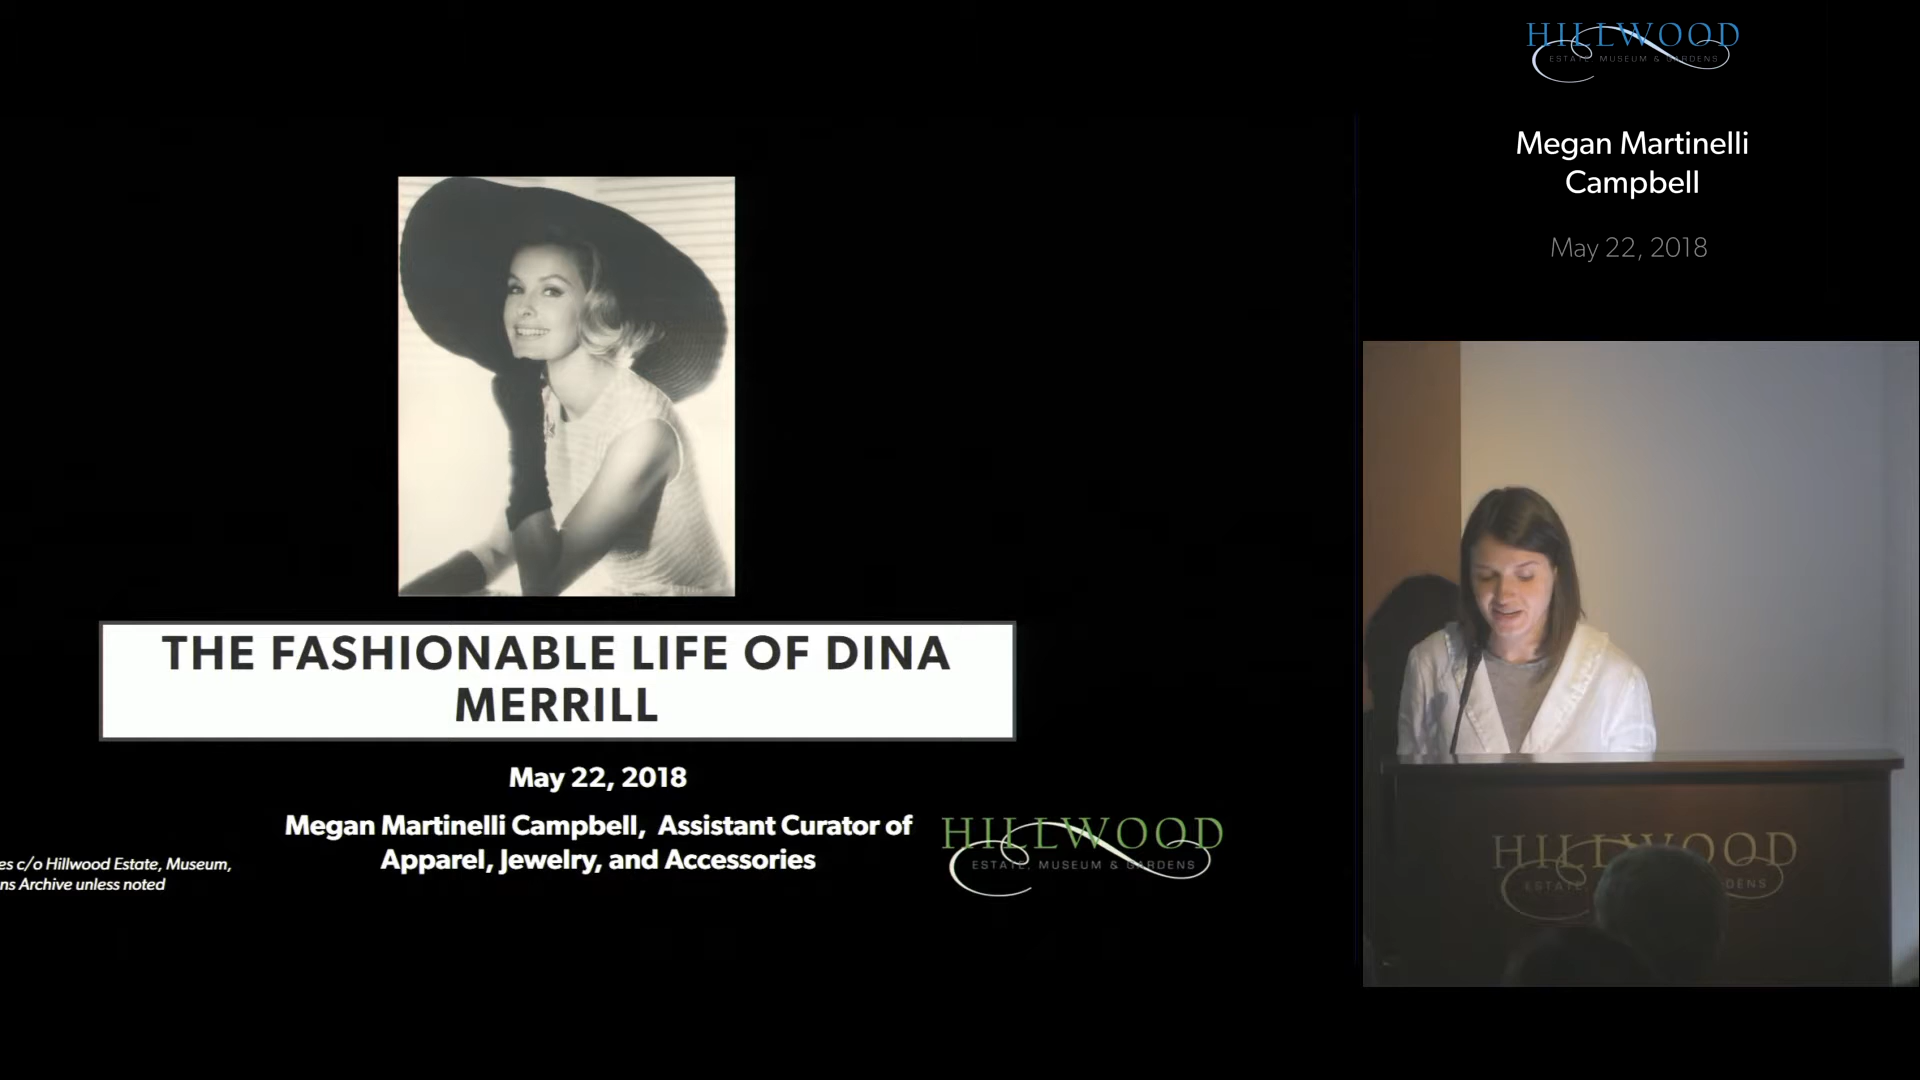 HILLWOOD
ESTATE, MUSEUM & GARDENS
Megan Martinelli
Campbell
May 22, 2018
THE FASHIONABLE LIFE OF DINA
MERRILL
May 22, 2018
Megan Martinelli Campbell, Assistant Curator of
Apparel, Jewelry, and Accessories
c/o Hillwood Estate, Museum,
Archive unless noted
HILLWOOD
ESTATE, MUSEUM & GARDENS
HILLWOOD
ESTATE